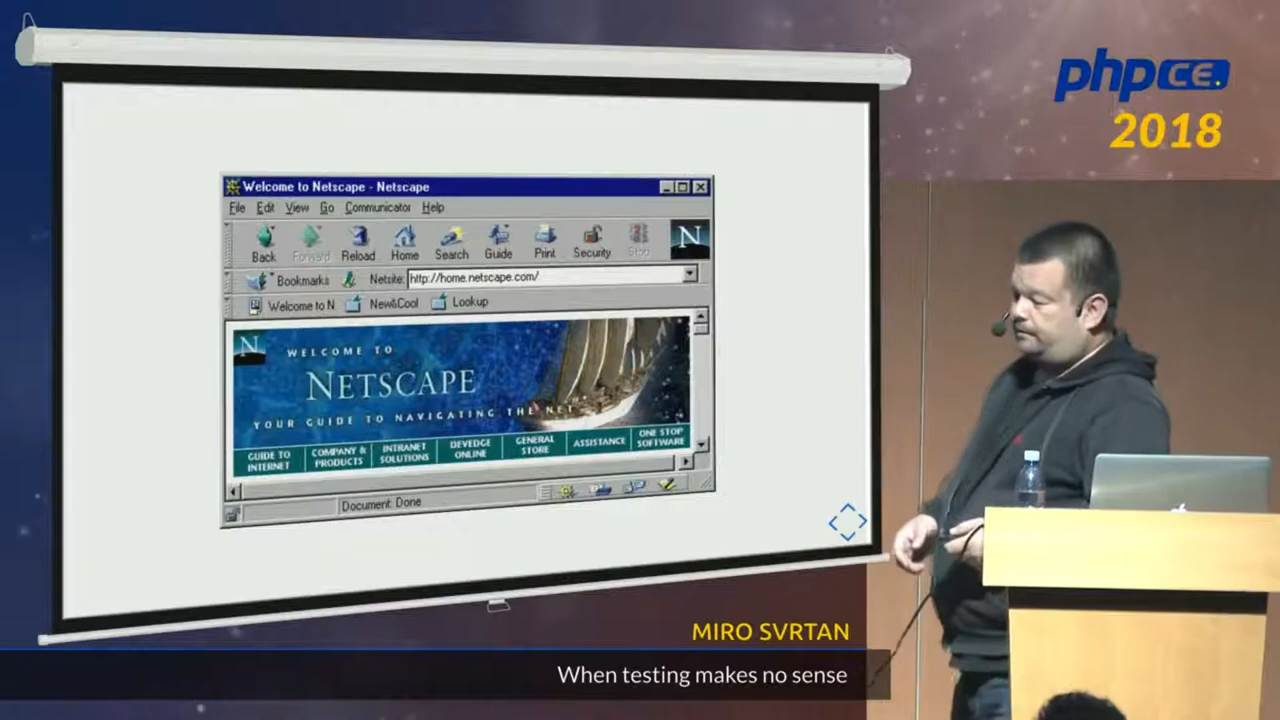 phpCE.
2018
Welcome to Netscape - Netscape
File Edit View Go Communicator Help
Back Forward Reload Home Search Guide Print Security Stop
N
Bookmarks Netsite: http://home.netscape.com/
Welcome to N New&Cool Lookup
N
WELCOME TO
NETSCAPE
YOUR GUIDE TO NAVIGATING THE NET
GUIDE TO INTERNET
COMPANY & PRODUCTS
INTRANET SOLUTIONS
DEVEDGE ONLINE
GENERAL STORE
ASSISTANCE
ONE STOP SOFTWARE
Document: Done
MIRO SVRTAN
When testing makes no sense